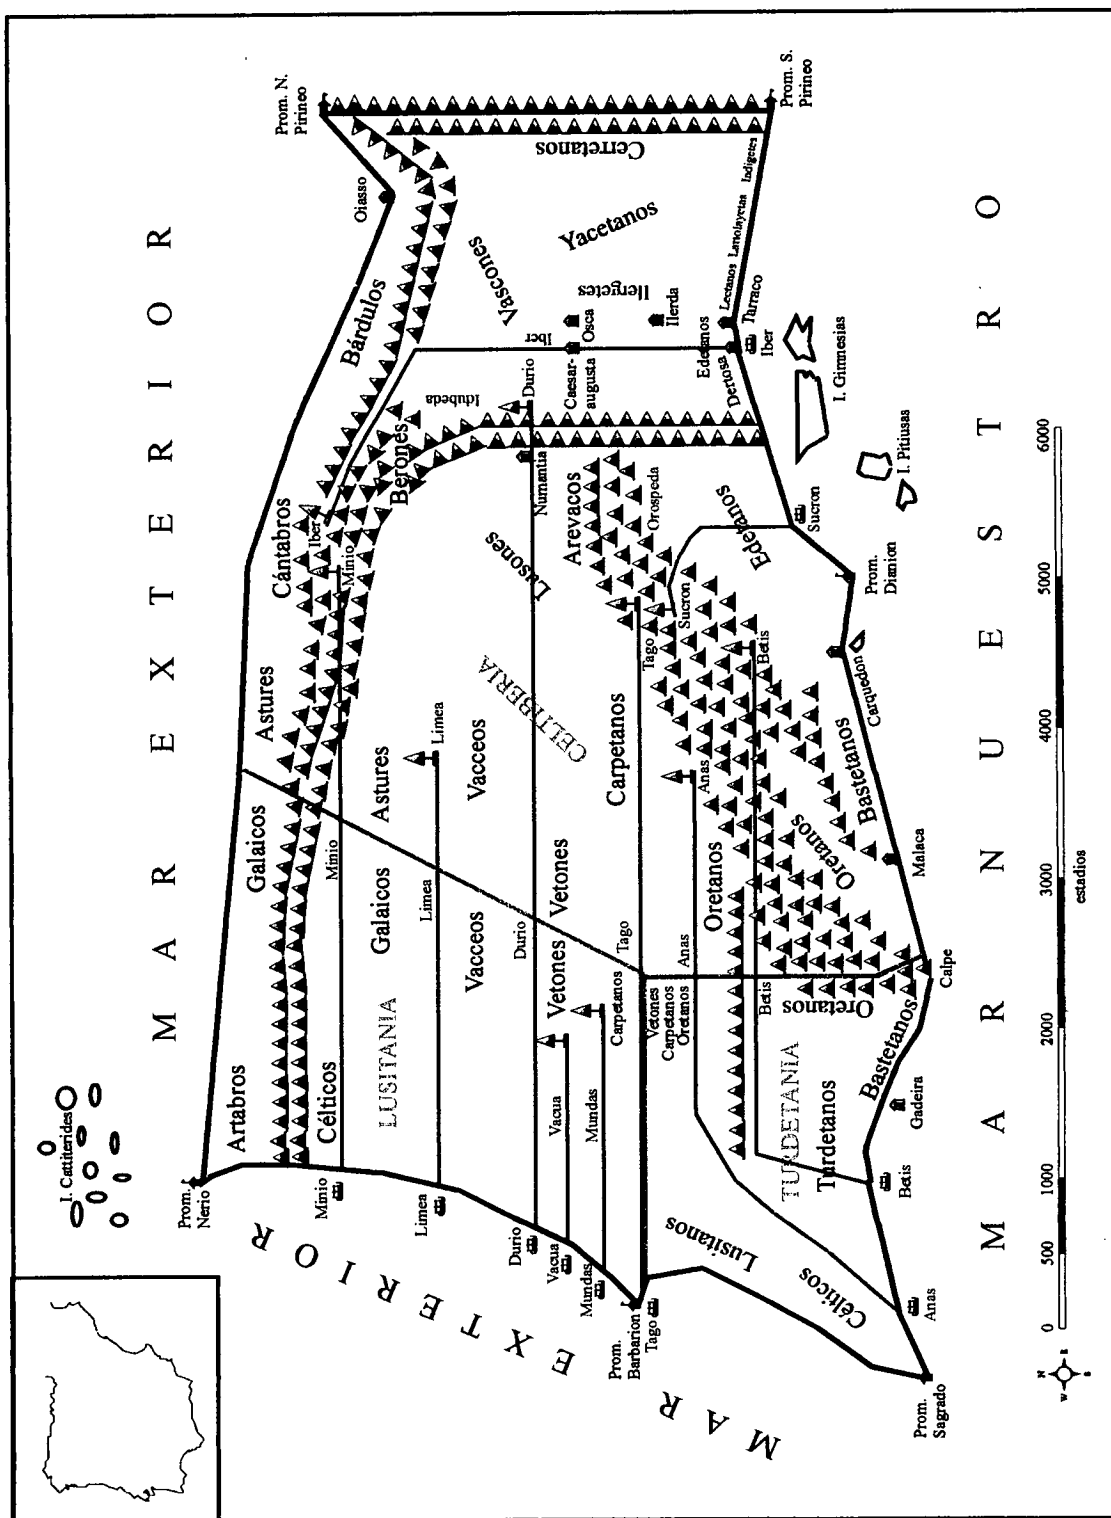 MAR EXTERIOR
I. Cattiterides
Prom.
Nerio
Artabros
Galaicos
Astures
Cántabros
Bárdulos
Oiasso
Prom. N.
Pirineo
Célticos
Minio
Minio
Minio
Iber
Berones
Idubeda
Vascones
Cerretanos
Yacetanos
Ilergetes
Iber
Osca
Ilerda
Caesar-
augusta
LUSITANIA
Galaicos
Astures
Limea
Limea
Limea
Vacceos
Vacceos
Lusones
Numantia
Durio
Durio
Durio
CELTIBERIA
Arevacos
Orospeda
Vetones
Vetones
Vacua
Vacua
Mundas
Mundas
Carpetanos
Carpetanos
Tago
Tago
Prom.
Barbarion
Tago
Vetones
Carpetanos
Oretanos
Anas
Anas
Oretanos
Sucron
Edetanos
Edetanos
Dertosa
Iber
Lectanos
Larnolayetas
Indigetes
Tarraco
Prom. S.
Pirineo
I. Gimnesias
I. Pitiusas
Sucron
Prom.
Dianion
Carquedon
Betis
Betis
Bastetanos
Oretanos
Malaca
Oretanos
Calpe
Bastetanos
Gadeira
TURDETANIA
Turdetanos
Betis
Lusitanos
Célticos
Anas
Prom.
Sagrado
MAR EXTERIOR
MAR NUESTRO
N
W
E
S
0
500
1000
2000
3000
4000
5000
6000
estadios